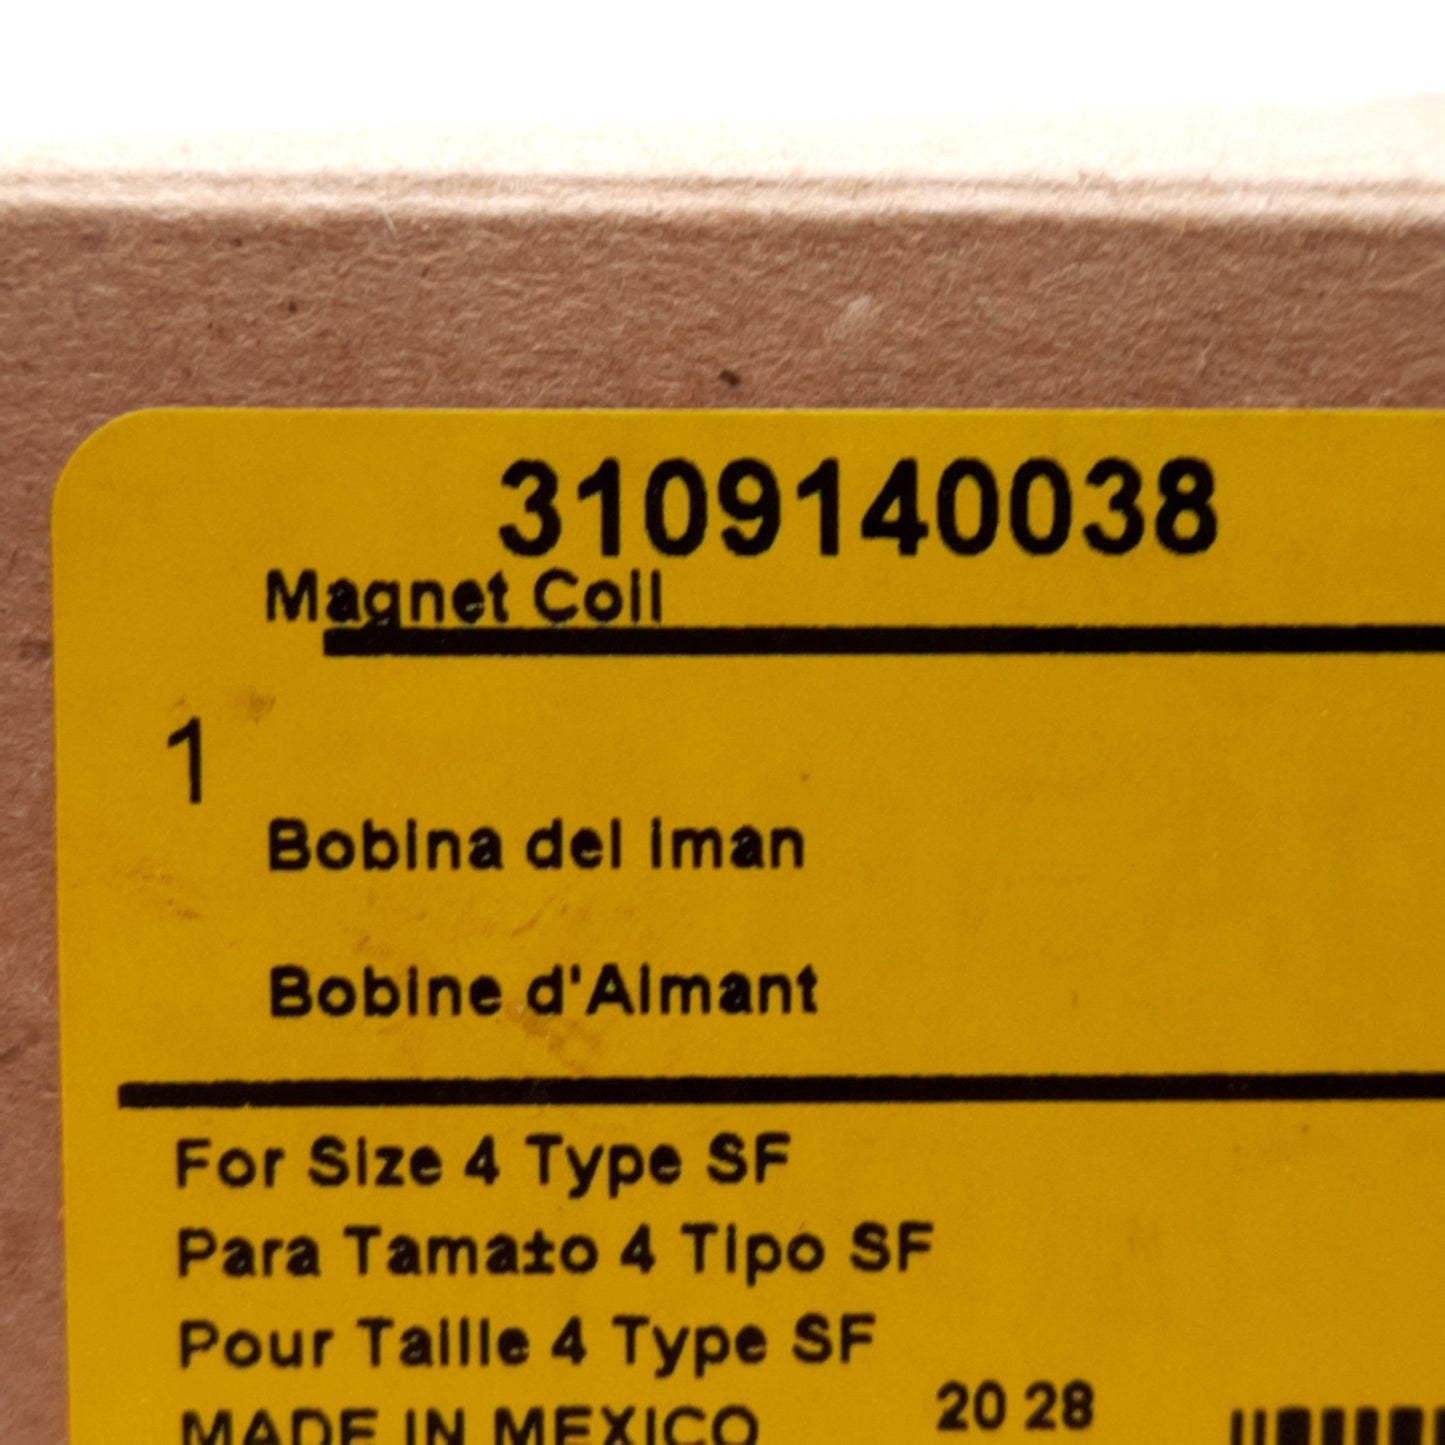 3109140038
Magnet Coil
1
Bobina del iman
Bobine d'Aimant
For Size 4 Type SF
Para Tama±o 4 Tipo SF
Pour Taille 4 Type SF
MADE IN MEXICO
20 28